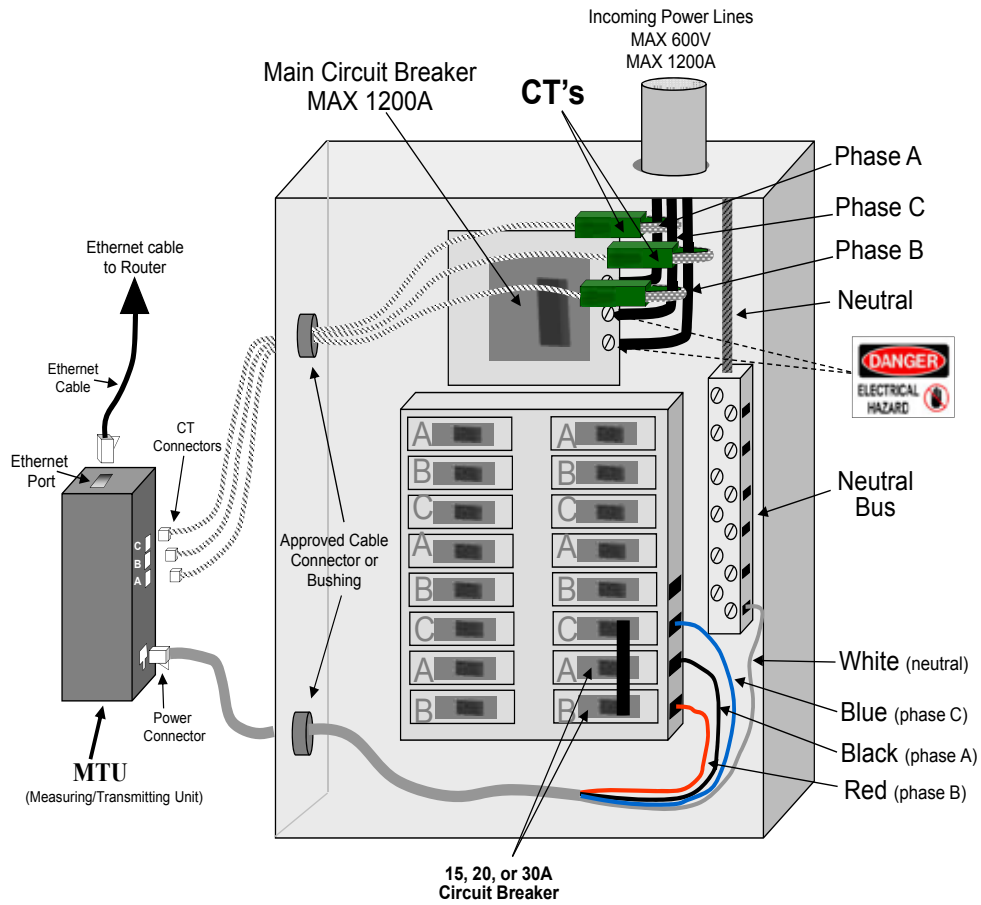 Incoming Power Lines
MAX 600V
MAX 1200A
Main Circuit Breaker
MAX 1200A
CT's
Phase A
Phase C
Phase B
Neutral
DANGER
ELECTRICAL
HAZARD
Ethernet cable
to Router
Ethernet
Cable
CT
Connectors
Ethernet
Port
C
B
A
Approved Cable
Connector or
Bushing
A
A
B
B
C
C
A
A
B
B
C
C
A
A
B
B
Neutral
Bus
White (neutral)
Blue (phase C)
Black (phase A)
Red (phase B)
Power
Connector
MTU
(Measuring/Transmitting Unit)
15, 20, or 30A
Circuit Breaker